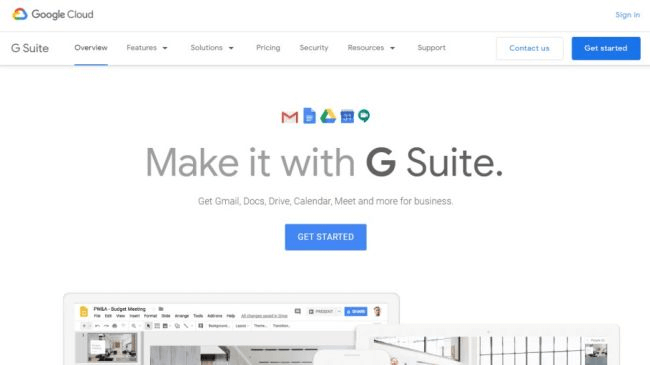 Google Cloud
Sign in
G Suite Overview Features Solutions Pricing Security Resources Support Contact us Get started
Make it with G Suite.
Get Gmail, Docs, Drive, Calendar, Meet and more for business.
GET STARTED
PW&A - Budget Meeting
File Edit View Insert Format Slide Arrange Tools Add-ons Help All changes saved in Drive
PRESENT SHARE
Background... Layout Theme... Transition...